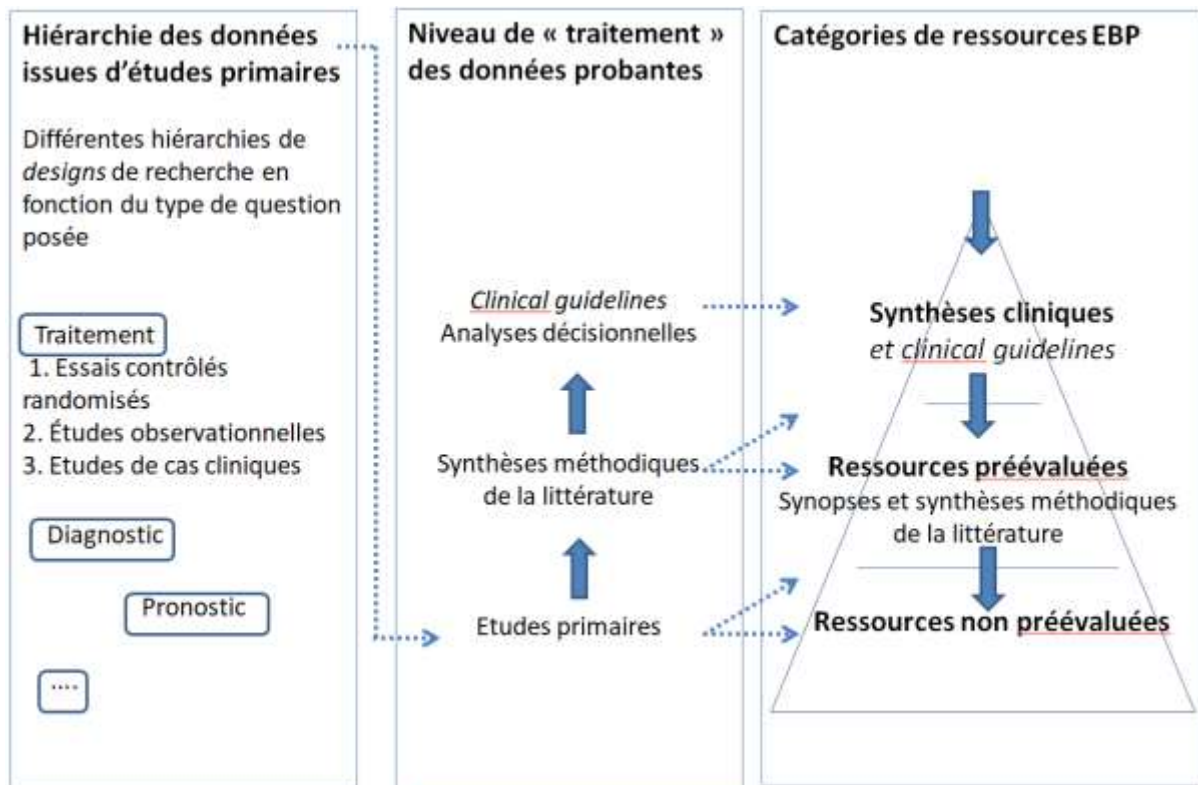 Hiérarchie des données
issues d'études primaires
Différentes hiérarchies de
designs de recherche en
fonction du type de question
posée
Traitement
1. Essais contrôlés
randomisés
2. Études observationnelles
3. Etudes de cas cliniques
Diagnostic
Pronostic
....
Niveau de « traitement »
des données probantes
Clinical guidelines
Analyses décisionnelles
Synthèses méthodiques
de la littérature
Etudes primaires
Catégories de ressources EBP
Synthèses cliniques
et clinical guidelines
Ressources préévaluées
Synopses et synthèses méthodiques
de la littérature
Ressources non préévaluées